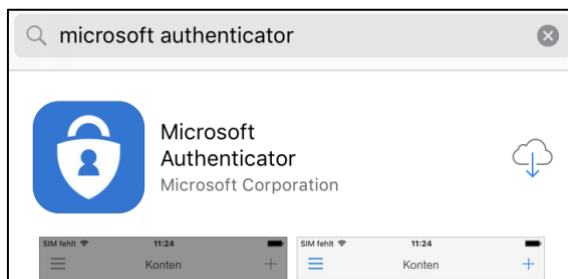 microsoft authenticator
Microsoft
Authenticator
Microsoft Corporation
SIM fehlt 11:24 SIM fehlt 11:24
Konten Konten